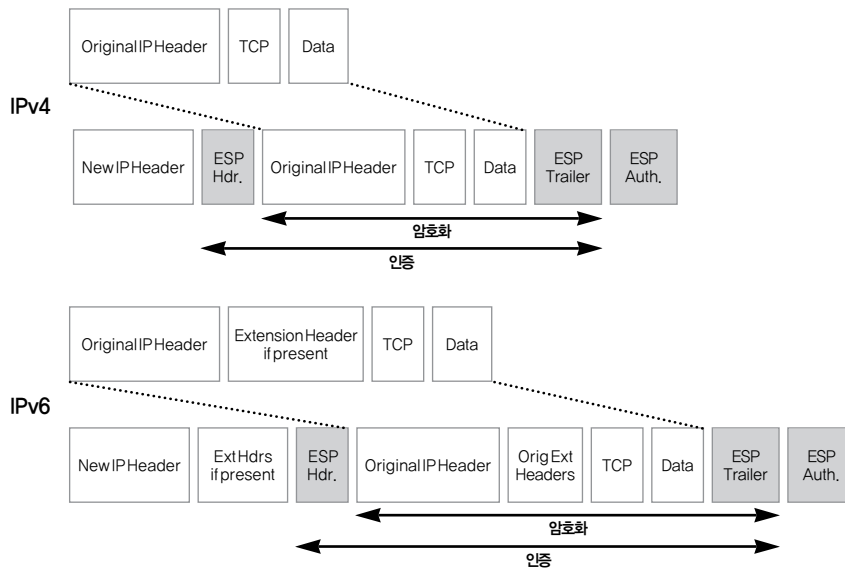 Original IP Header TCP Data
IPv4
New IP Header ESP Hdr. Original IP Header TCP Data ESP Trailer ESP Auth.
암호화
인증
Original IP Header Extension Header if present TCP Data
IPv6
New IP Header Ext Hdrs if present ESP Hdr. Original IP Header Orig Ext Headers TCP Data ESP Trailer ESP Auth.
암호화
인증